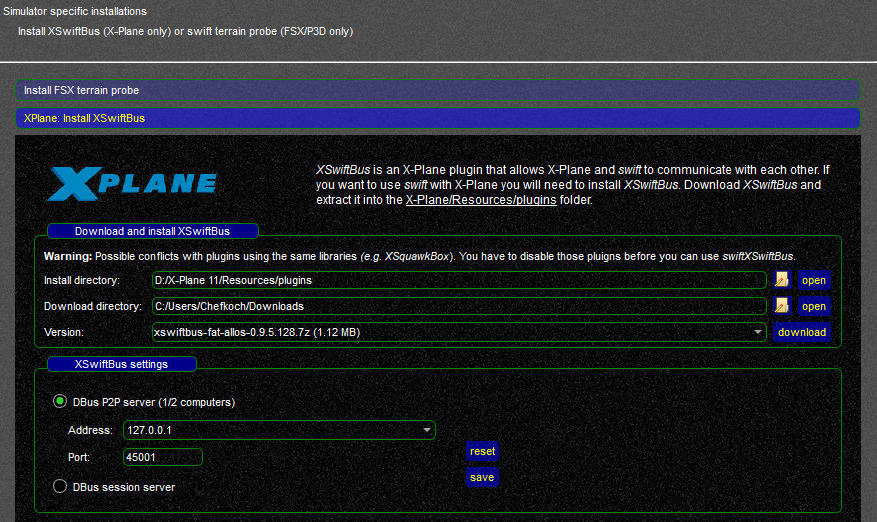 Simulator specific installations
Install XSwiftBus (X-Plane only) or swift terrain probe (FSX/P3D only)
Install FSX terrain probe
XPlane: Install XSwiftBus
XPLANE
XSwiftBus is an X-Plane plugin that allows X-Plane and swift to communicate with each other. If
you want to use swift with X-Plane you will need to install XSwiftBus. Download XSwiftBus and
extract it into the X-Plane/Resources/plugins folder.
Download and install XSwiftBus
Warning: Possible conflicts with plugins using the same libraries (e.g. XSquawkBox). You have to disable those pluigns before you can use swiftXSwiftBus.
Install directory: D:/X-Plane 11/Resources/plugins open
Download directory: C:/Users/Chefkoch/Downloads open
Version: xswiftbus-fat-allos-0.9.5.128.7z (1.12 MB) download
XSwiftBus settings
DBus P2P server (1/2 computers)
Address: 127.0.0.1
reset
Port: 45001
save
DBus session server